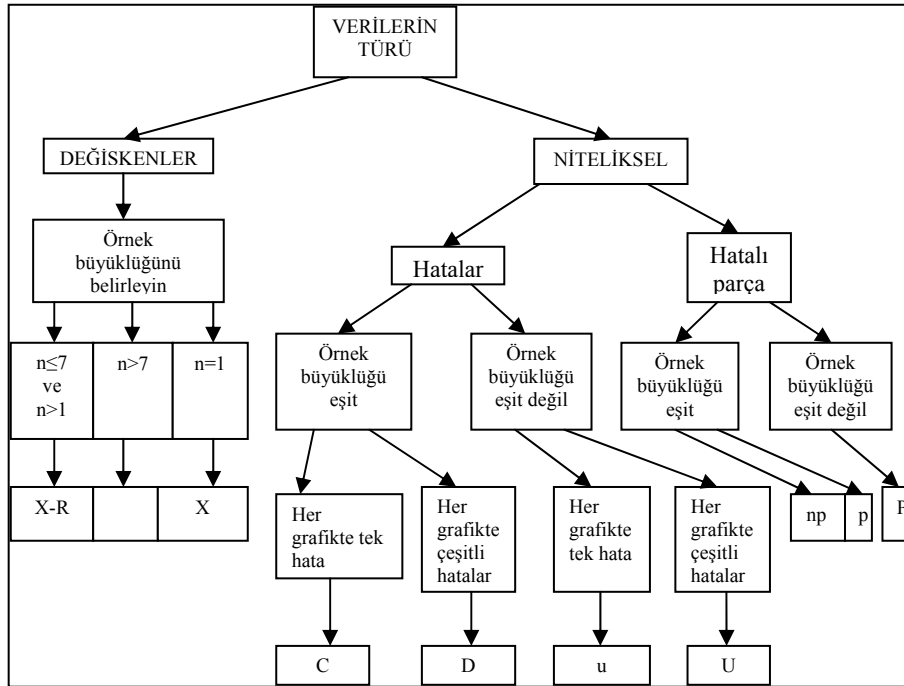 VERİLERİN
TÜRÜ
DEĞİSKENLER
NİTELİKSEL
Örnek
büyüklüğünü
belirleyin
Hatalar
Hatalı
parça
n≤7
ve
n>1
n>7
n=1
Örnek
büyüklüğü
eşit
Örnek
büyüklüğü
eşit değil
Örnek
büyüklüğü
eşit
Örnek
büyüklüğü
eşit değil
X-R
X
Her
grafikte tek
hata
Her
grafikte
çeşitli
hatalar
Her
grafikte
tek hata
Her
grafikte
çeşitli
hatalar
np
p
P
C
D
u
U